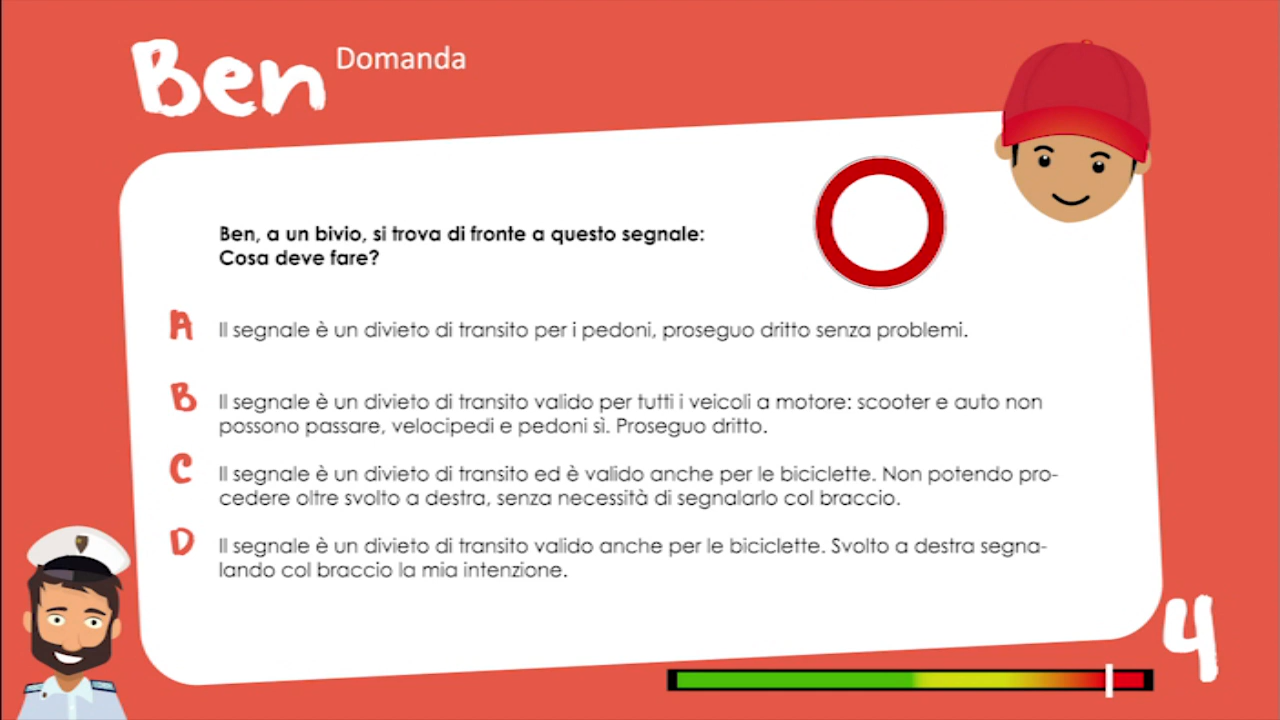 Ben Domanda
Ben, a un bivio, si trova di fronte a questo segnale:
Cosa deve fare?
A Il segnale è un divieto di transito per i pedoni, proseguo dritto senza problemi.
B Il segnale è un divieto di transito valido per tutti i veicoli a motore: scooter e auto non
possono passare, velocipedi e pedoni sì. Proseguo dritto.
C Il segnale è un divieto di transito ed è valido anche per le biciclette. Non potendo pro-
cedere oltre svolto a destra, senza necessità di segnalarlo col braccio.
D Il segnale è un divieto di transito valido anche per le biciclette. Svolto a destra segna-
lando col braccio la mia intenzione.
4